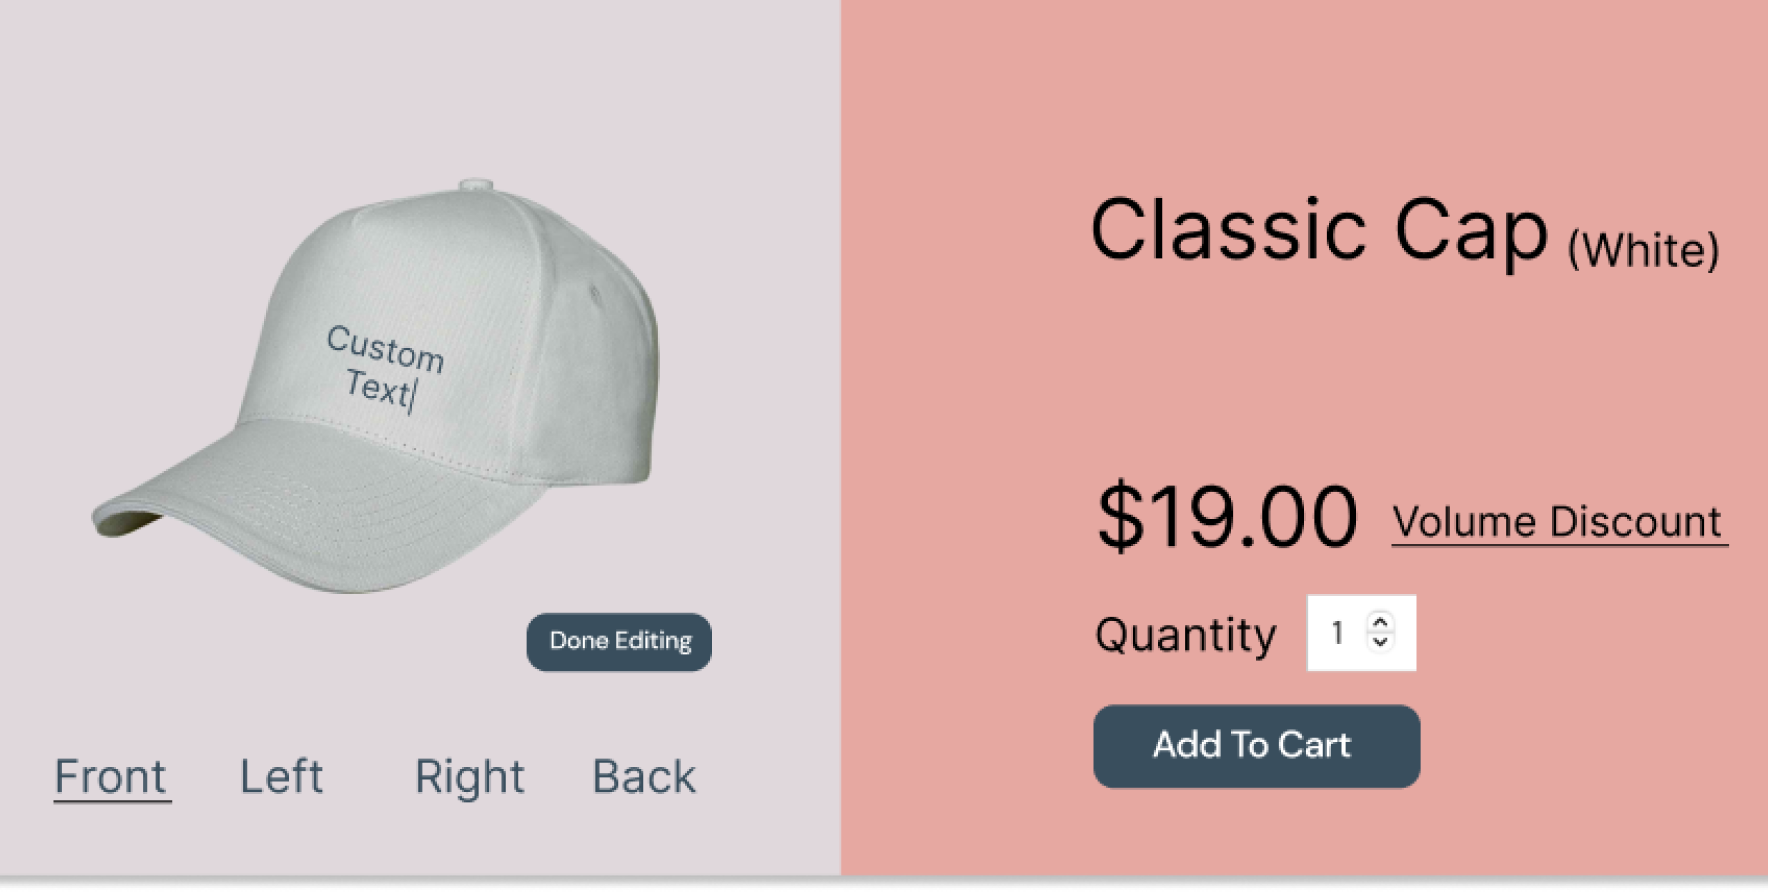 Custom
Text
Done Editing
Front Left Right Back
Classic Cap (White)
$19.00 Volume Discount
Quantity 1
Add To Cart